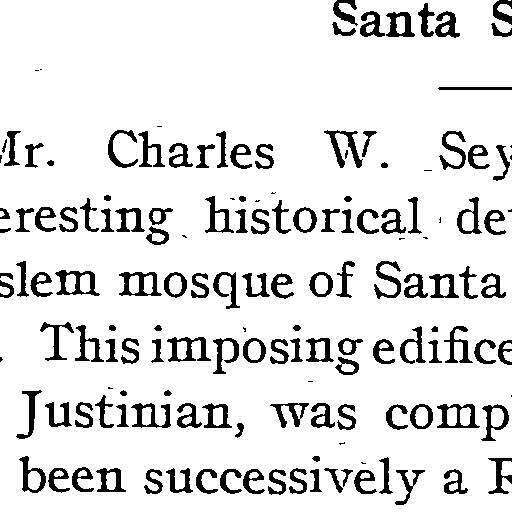 Santa S
Mr. Charles W. Sey
eresting historical de
slem mosque of Santa
. This imposing edifice
Justinian, was comp
been successively a